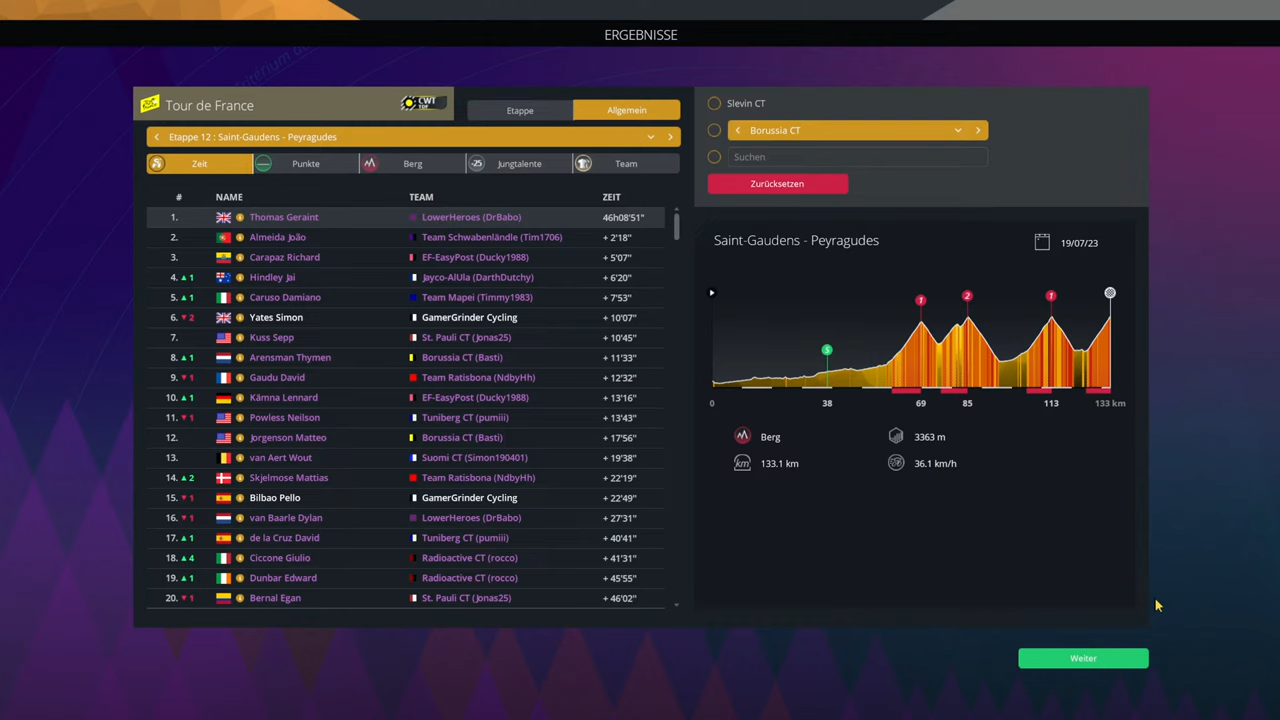 ERGEBNISSE
Tour de France
CWT
Etappe
Allgemein
Etappe 12 : Saint-Gaudens - Peyragudes
Zeit
Punkte
Berg
-25
Jungtalente
Team
# NAME TEAM ZEIT
1. Thomas Geraint LowerHeroes (DrBabo) 46h08'51"
2. Almeida João Team Schwabenländle (Tim1706) + 2'18"
3. Carapaz Richard EF-EasyPost (Ducky1988) + 5'07"
4. ▲ 1 Hindley Jai Jayco-AlUla (DarthDutchy) + 6'20"
5. ▲ 1 Caruso Damiano Team Mapei (Timmy1983) + 7'53"
6. ▼ 2 Yates Simon GamerGrinder Cycling + 10'07"
7. Kuss Sepp St. Pauli CT (Jonas25) + 10'45"
8. ▲ 1 Arensman Thymen Borussia CT (Basti) + 11'33"
9. ▼ 1 Gaudu David Team Ratisbona (NdbyHh) + 12'32"
10. ▲ 1 Kämna Lennard EF-EasyPost (Ducky1988) + 13'16"
11. ▼ 1 Powless Neilson Tuniberg CT (pumiii) + 13'43"
12. Jorgenson Matteo Borussia CT (Basti) + 17'56"
13. van Aert Wout Suomi CT (Simon190401) + 19'38"
14. ▲ 2 Skjelmose Mattias Team Ratisbona (NdbyHh) + 22'19"
15. ▼ 1 Bilbao Pello GamerGrinder Cycling + 22'49"
16. ▼ 1 van Baarle Dylan LowerHeroes (DrBabo) + 27'31"
17. ▲ 1 de la Cruz David Tuniberg CT (pumiii) + 40'41"
18. ▲ 4 Ciccone Giulio Radioactive CT (rocco) + 41'31"
19. ▲ 1 Dunbar Edward Radioactive CT (rocco) + 45'55"
20. ▼ 1 Bernal Egan St. Pauli CT (Jonas25) + 46'02"
Slevin CT
Borussia CT
Suchen
Zurücksetzen
Saint-Gaudens - Peyragudes
19/07/23
S
1
2
1
0 38 69 85 113 133 km
Berg
3363 m
km 133.1 km
36.1 km/h
Weiter